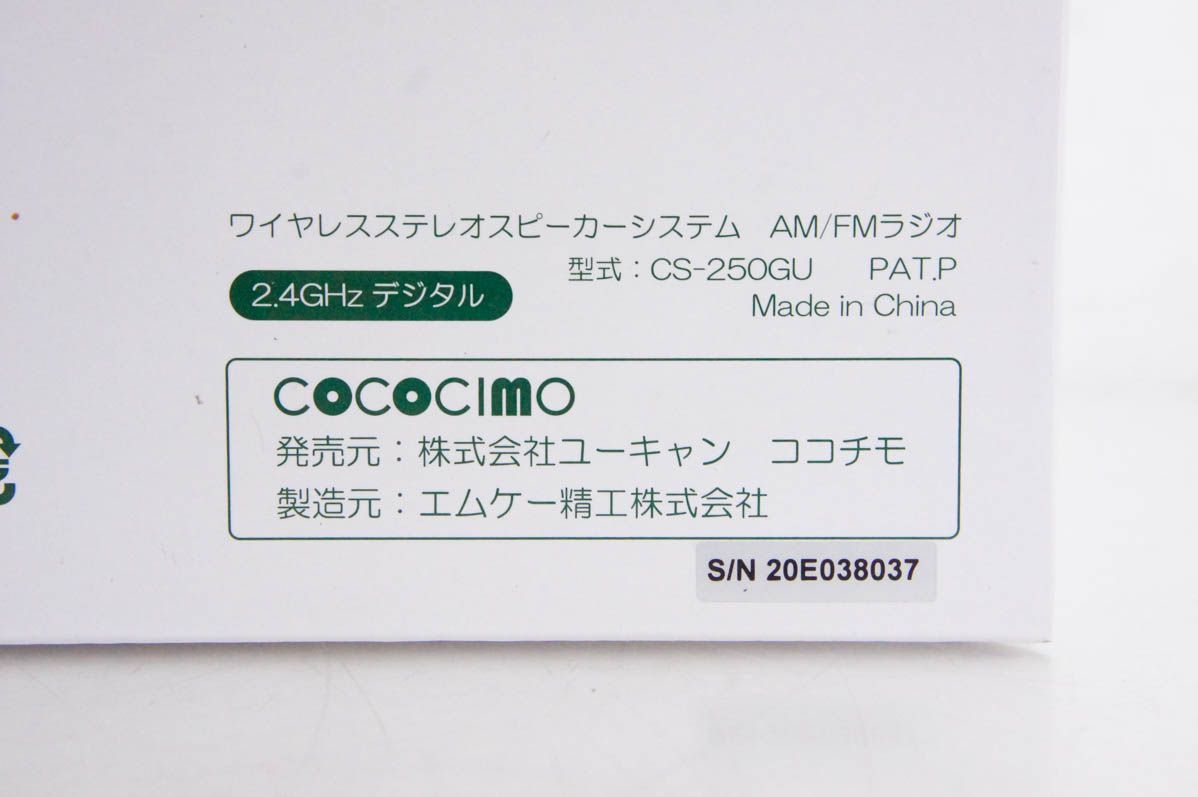 ワイヤレスステレオスピーカーシステム　AM/FMラジオ
型式：CS-250GU　PAT.P
2.4GHz デジタル
Made in China
COCOCIMO
発売元：株式会社ユーキャン　ココチモ
製造元：エムケー精工株式会社
S/N 20E038037